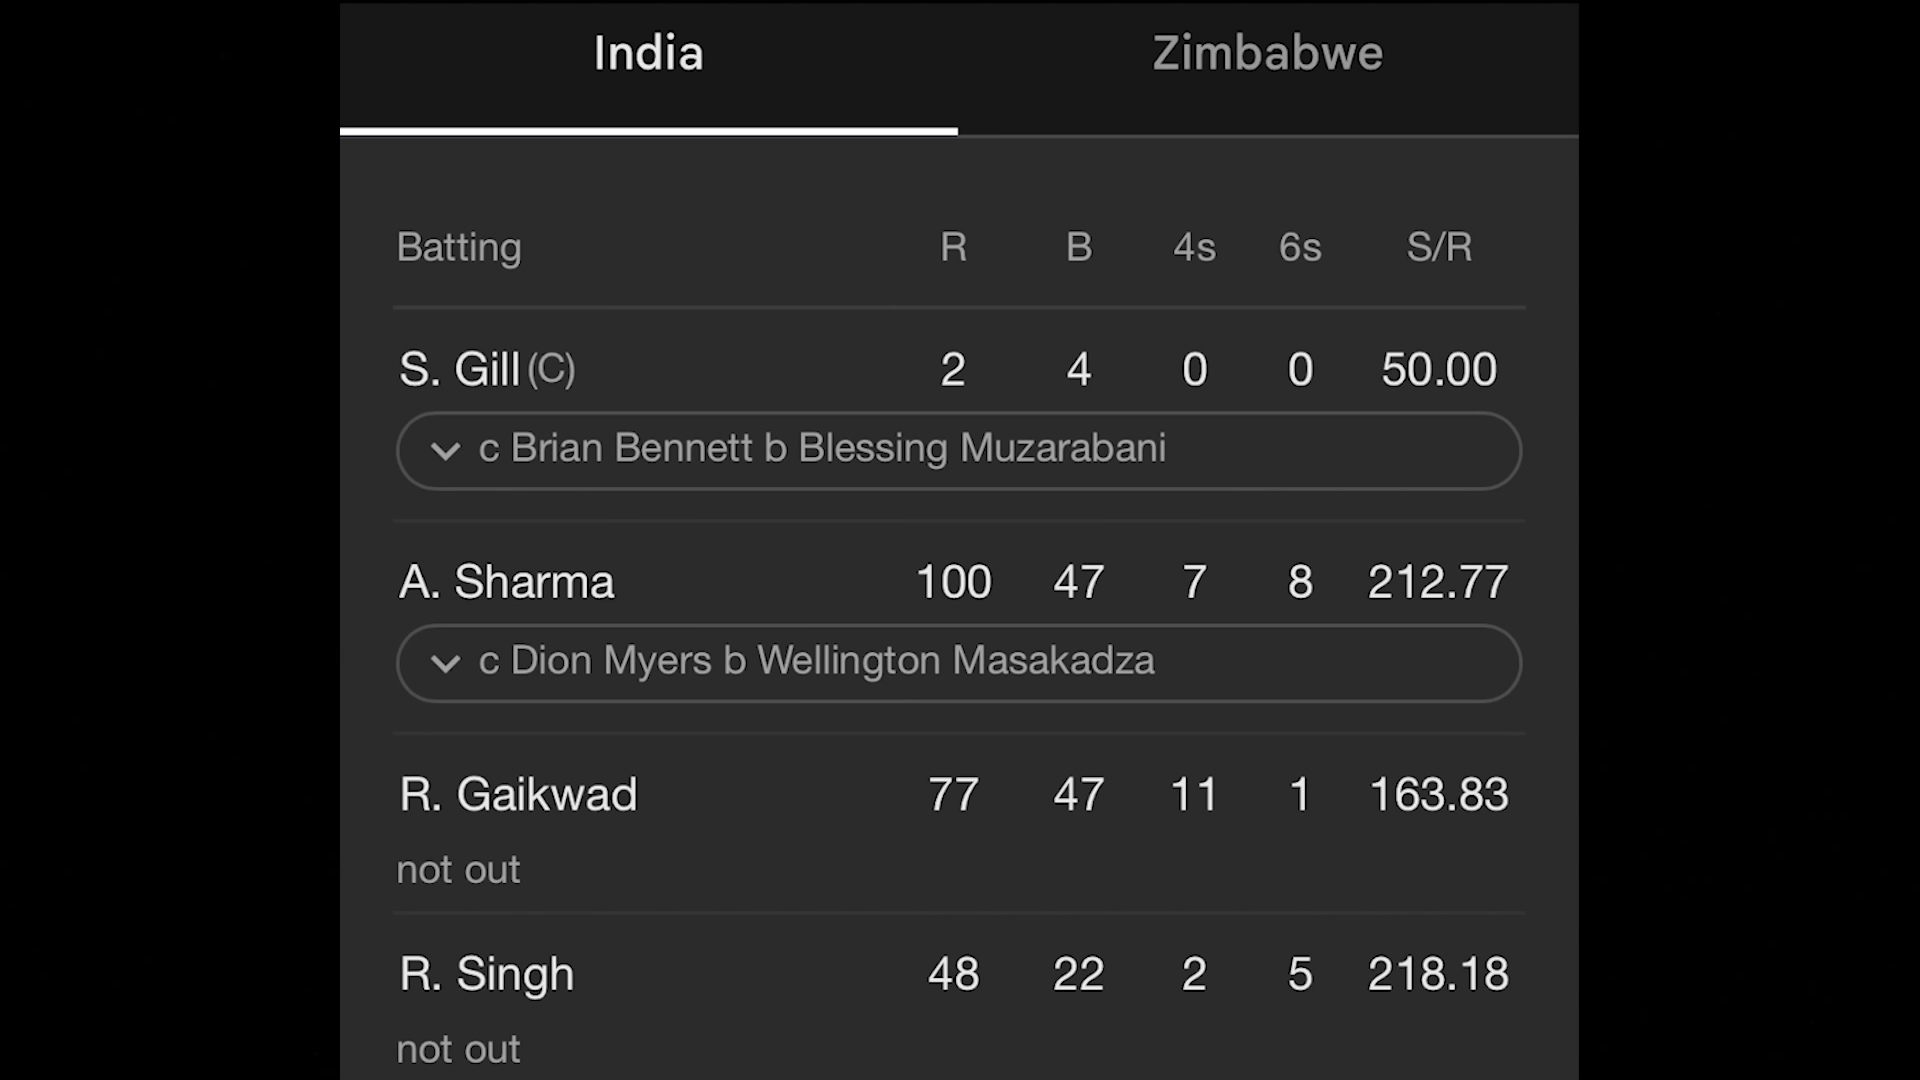 India Zimbabwe
Batting R B 4s 6s S/R
S. Gill (C) 2 4 0 0 50.00
c Brian Bennett b Blessing Muzarabani
A. Sharma 100 47 7 8 212.77
c Dion Myers b Wellington Masakadza
R. Gaikwad 77 47 11 1 163.83
not out
R. Singh 48 22 2 5 218.18
not out